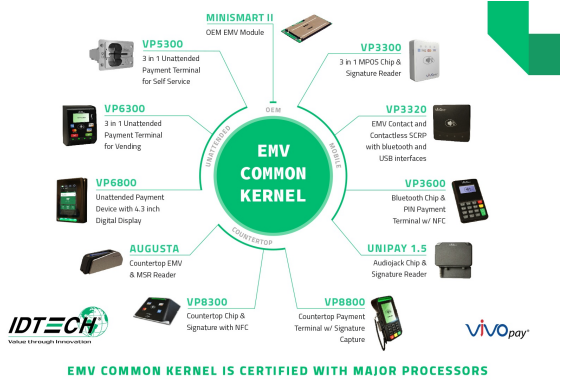 MINISMART II
OEM EMV Module
VP5300
3 in 1 Unattended
Payment Terminal
for Self Service
VP3300
3 in 1 MPOS Chip &
Signature Reader
VP6300
3 in 1 Unattended
Payment Terminal
for Vending
VP3320
EMV Contact and
Contactless SCRP
with bluetooth and
USB interfaces
OEM
UNATTENDED
MOBILE
COUNTERTOP
EMV
COMMON
KERNEL
VP6800
Unattended Payment
Device with 4.3 inch
Digital Display
VP3600
Bluetooth Chip &
PIN Payment
Terminal w/ NFC
AUGUSTA
Countertop EMV
& MSR Reader
UNIPAY 1.5
Audiojack Chip &
Signature Reader
VP8300
Countertop Chip &
Signature with NFC
VP8800
Countertop Payment
Terminal w/ Signature
Capture
IDTECH®
Value through Innovation
ViVOpay®
EMV COMMON KERNEL IS CERTIFIED WITH MAJOR PROCESSORS